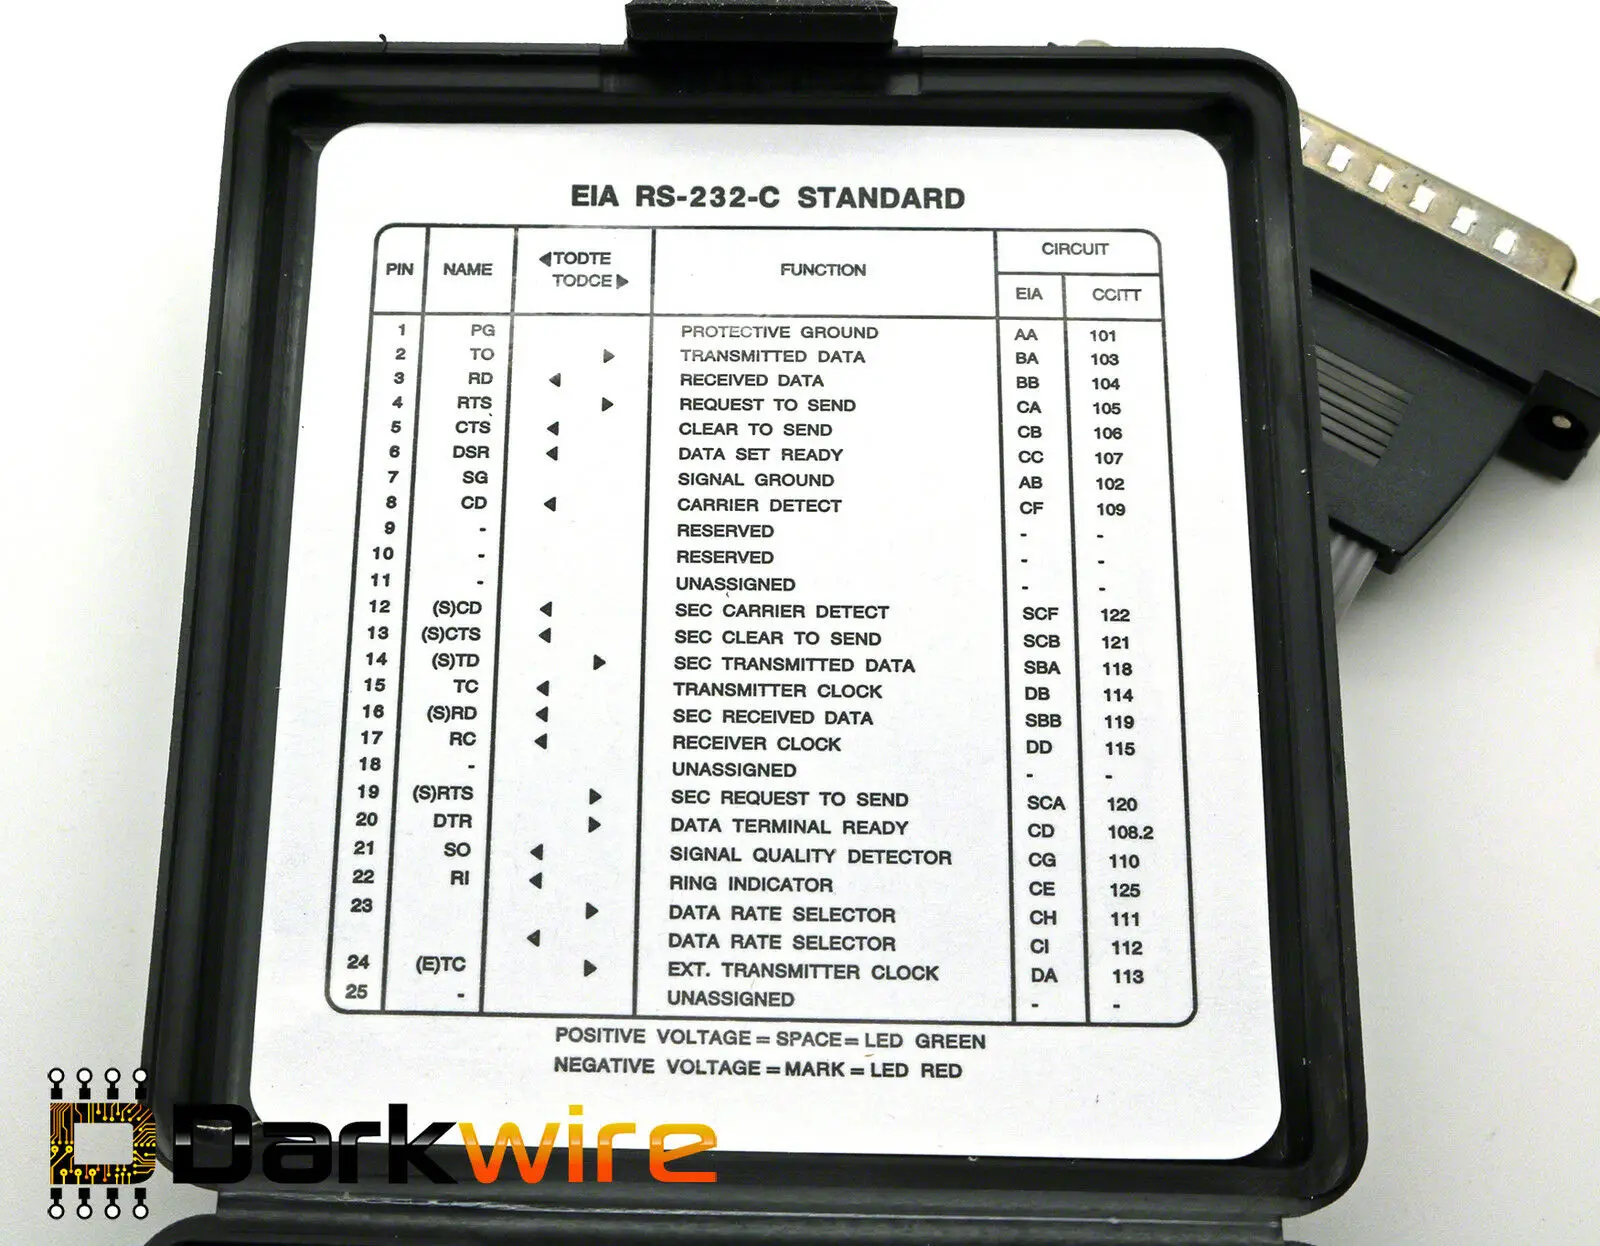 EIA RS-232-C STANDARD
PIN NAME ◀TODTE TODCE▶ FUNCTION CIRCUIT
EIA CCITT
1 PG PROTECTIVE GROUND AA 101
2 TO ▶ TRANSMITTED DATA BA 103
3 RD ◀ RECEIVED DATA BB 104
4 RTS ▶ REQUEST TO SEND CA 105
5 CTS ◀ CLEAR TO SEND CB 106
6 DSR ◀ DATA SET READY CC 107
7 SG SIGNAL GROUND AB 102
8 CD ◀ CARRIER DETECT CF 109
9 - RESERVED - -
10 - RESERVED - -
11 - UNASSIGNED - -
12 (S)CD ◀ SEC CARRIER DETECT SCF 122
13 (S)CTS ◀ SEC CLEAR TO SEND SCB 121
14 (S)TD ▶ SEC TRANSMITTED DATA SBA 118
15 TC ◀ TRANSMITTER CLOCK DB 114
16 (S)RD ◀ SEC RECEIVED DATA SBB 119
17 RC ◀ RECEIVER CLOCK DD 115
18 - UNASSIGNED - -
19 (S)RTS ▶ SEC REQUEST TO SEND SCA 120
20 DTR ▶ DATA TERMINAL READY CD 108.2
21 SO ◀ SIGNAL QUALITY DETECTOR CG 110
22 RI ◀ RING INDICATOR CE 125
23 ▶ DATA RATE SELECTOR CH 111
◀ DATA RATE SELECTOR CI 112
24 (E)TC ▶ EXT. TRANSMITTER CLOCK DA 113
25 - UNASSIGNED - -
POSITIVE VOLTAGE=SPACE=LED GREEN
NEGATIVE VOLTAGE=MARK=LED RED
Darkwire